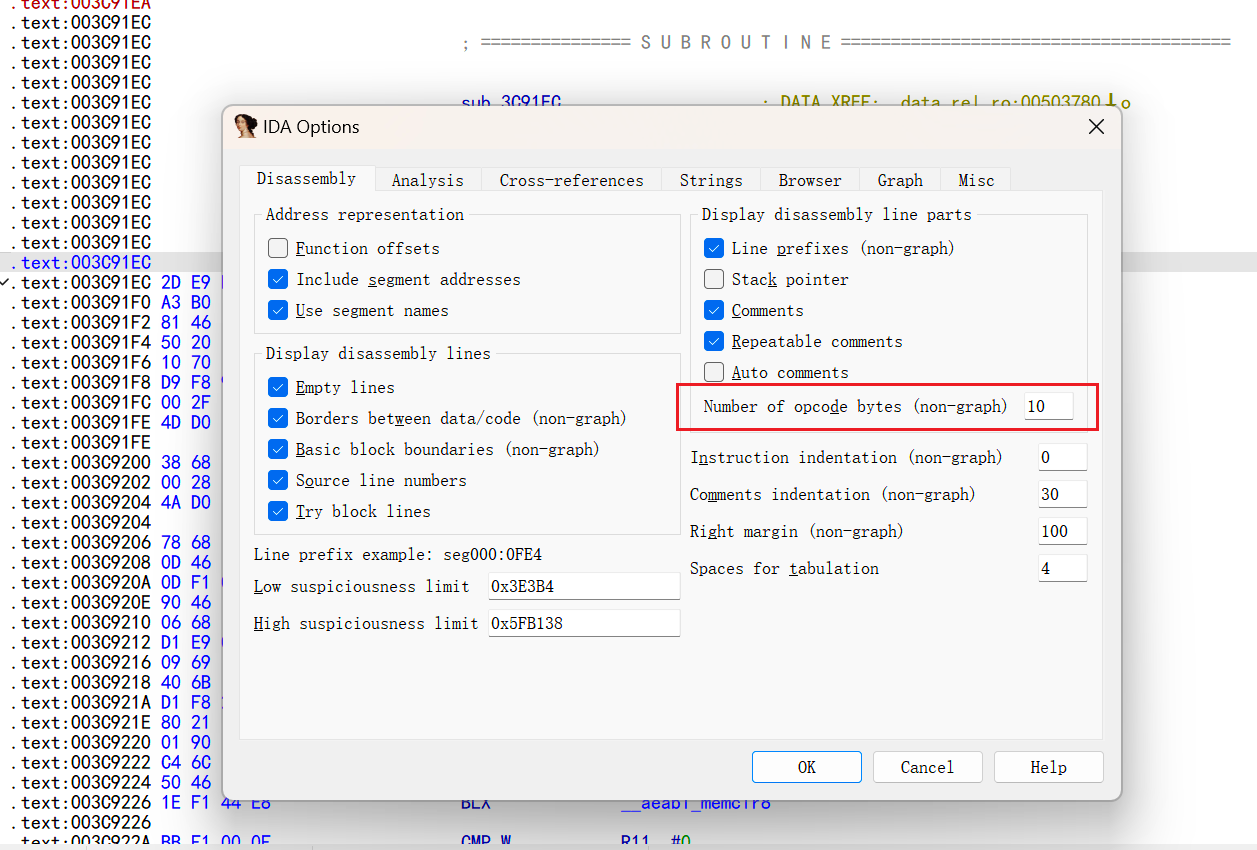 .text:003C91EA
.text:003C91EC
.text:003C91EC ; =============== S U B R O U T I N E =======================================
.text:003C91EC
.text:003C91EC
.text:003C91EC sub_3C91EC ; DATA XREF: .data.rel.ro:00503780↓o
.text:003C91EC
.text:003C91EC
.text:003C91EC
.text:003C91EC
.text:003C91EC
.text:003C91EC
.text:003C91EC
.text:003C91EC
.text:003C91EC 2D E9
.text:003C91F0 A3 B0
.text:003C91F2 81 46
.text:003C91F4 50 20
.text:003C91F6 10 70
.text:003C91F8 D9 F8
.text:003C91FC 00 2F
.text:003C91FE 4D D0
.text:003C91FE
.text:003C9200 38 68
.text:003C9202 00 28
.text:003C9204 4A D0
.text:003C9204
.text:003C9206 78 68
.text:003C9208 0D 46
.text:003C920A 0D F1
.text:003C920E 90 46
.text:003C9210 06 68
.text:003C9212 D1 E9
.text:003C9216 09 69
.text:003C9218 40 6B
.text:003C921A D1 F8
.text:003C921E 80 21
.text:003C9220 01 90
.text:003C9222 C4 6C
.text:003C9224 50 46
.text:003C9226 1E F1 44 E8 BLX __aeabi_memclr8
.text:003C9226
.text:003C922A BB F1 00 0F CMP.W R11, #0
IDA Options
Disassembly Analysis Cross-references Strings Browser Graph Misc
Address representation
Function offsets
Include segment addresses
Use segment names
Display disassembly lines
Empty lines
Borders between data/code (non-graph)
Basic block boundaries (non-graph)
Source line numbers
Try block lines
Line prefix example: seg000:0FE4
Low suspiciousness limit 0x3E3B4
High suspiciousness limit 0x5FB138
Display disassembly line parts
Line prefixes (non-graph)
Stack pointer
Comments
Repeatable comments
Auto comments
Number of opcode bytes (non-graph) 10
Instruction indentation (non-graph) 0
Comments indentation (non-graph) 30
Right margin (non-graph) 100
Spaces for tabulation 4
OK Cancel Help